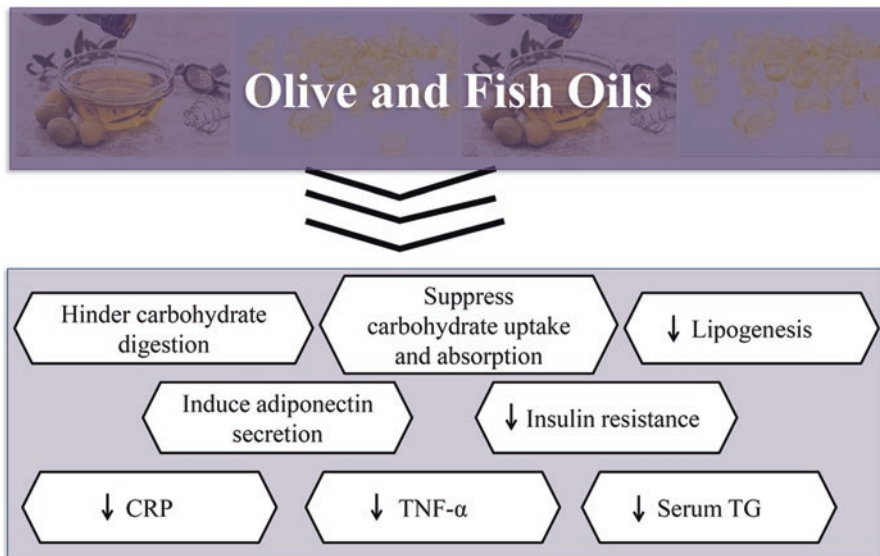 Olive and Fish Oils
Hinder carbohydrate
digestion
Suppress
carbohydrate uptake
and absorption
↓ Lipogenesis
Induce adiponectin
secretion
↓ Insulin resistance
↓ CRP
↓ TNF-α
↓ Serum TG